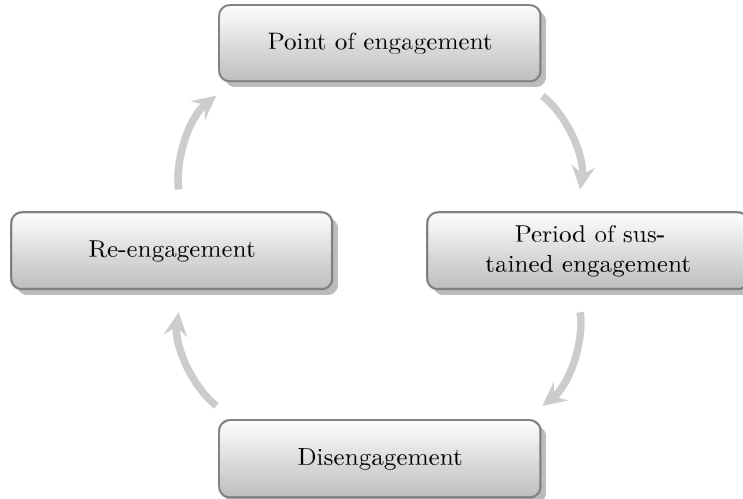 Point of engagement
Re-engagement
Period of sus-
tained engagement
Disengagement